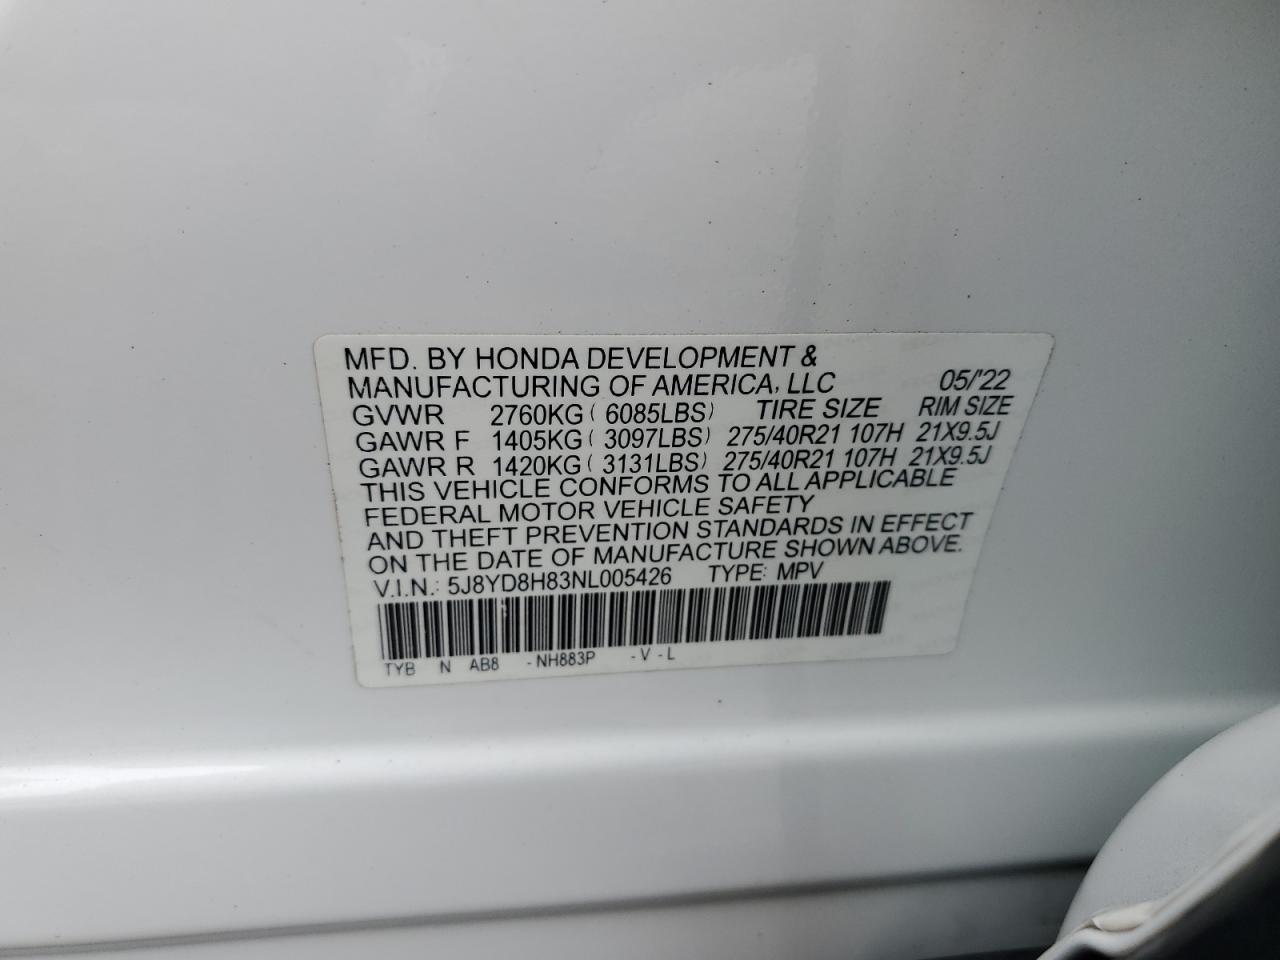 MFD. BY HONDA DEVELOPMENT &
MANUFACTURING OF AMERICA, LLC 05/'22
GVWR 2760KG ( 6085LBS) TIRE SIZE RIM SIZE
GAWR F 1405KG ( 3097LBS) 275/40R21 107H 21X9.5J
GAWR R 1420KG ( 3131LBS) 275/40R21 107H 21X9.5J
THIS VEHICLE CONFORMS TO ALL APPLICABLE
FEDERAL MOTOR VEHICLE SAFETY
AND THEFT PREVENTION STANDARDS IN EFFECT
ON THE DATE OF MANUFACTURE SHOWN ABOVE.
V.I.N.: 5J8YD8H83NL005426 TYPE: MPV
TYB N AB8 -NH883P -V -L